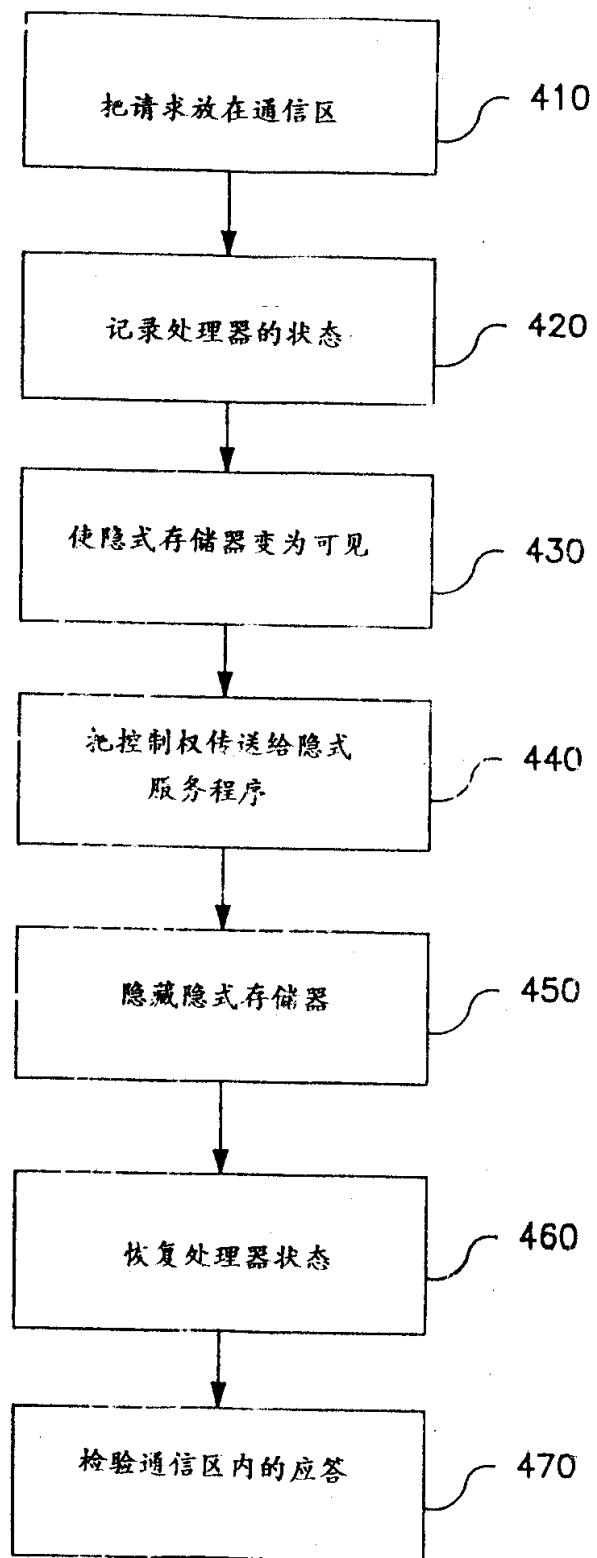 把请求放在通信区
410
记录处理器的状态
420
使隐式存储器变为可见
430
把控制权传送给隐式
服务程序
440
隐藏隐式存储器
450
恢复处理器状态
460
检验通信区内的应答
470